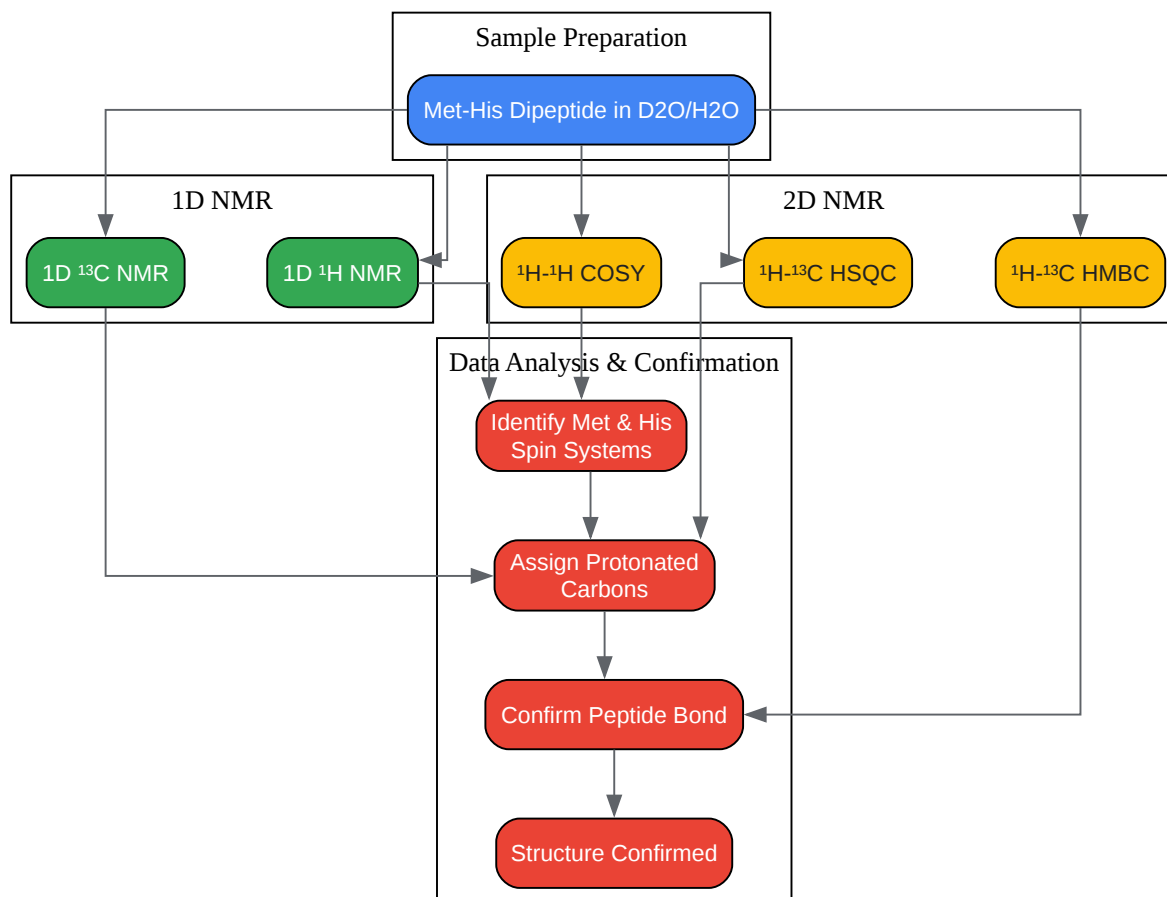 Sample Preparation
Met-His Dipeptide in D2O/H2O
1D NMR
2D NMR
1D ¹³C NMR
1D ¹H NMR
¹H-¹H COSY
¹H-¹³C HSQC
¹H-¹³C HMBC
Data Analysis & Confirmation
Identify Met & His
Spin Systems
Assign Protonated
Carbons
Confirm Peptide Bond
Structure Confirmed